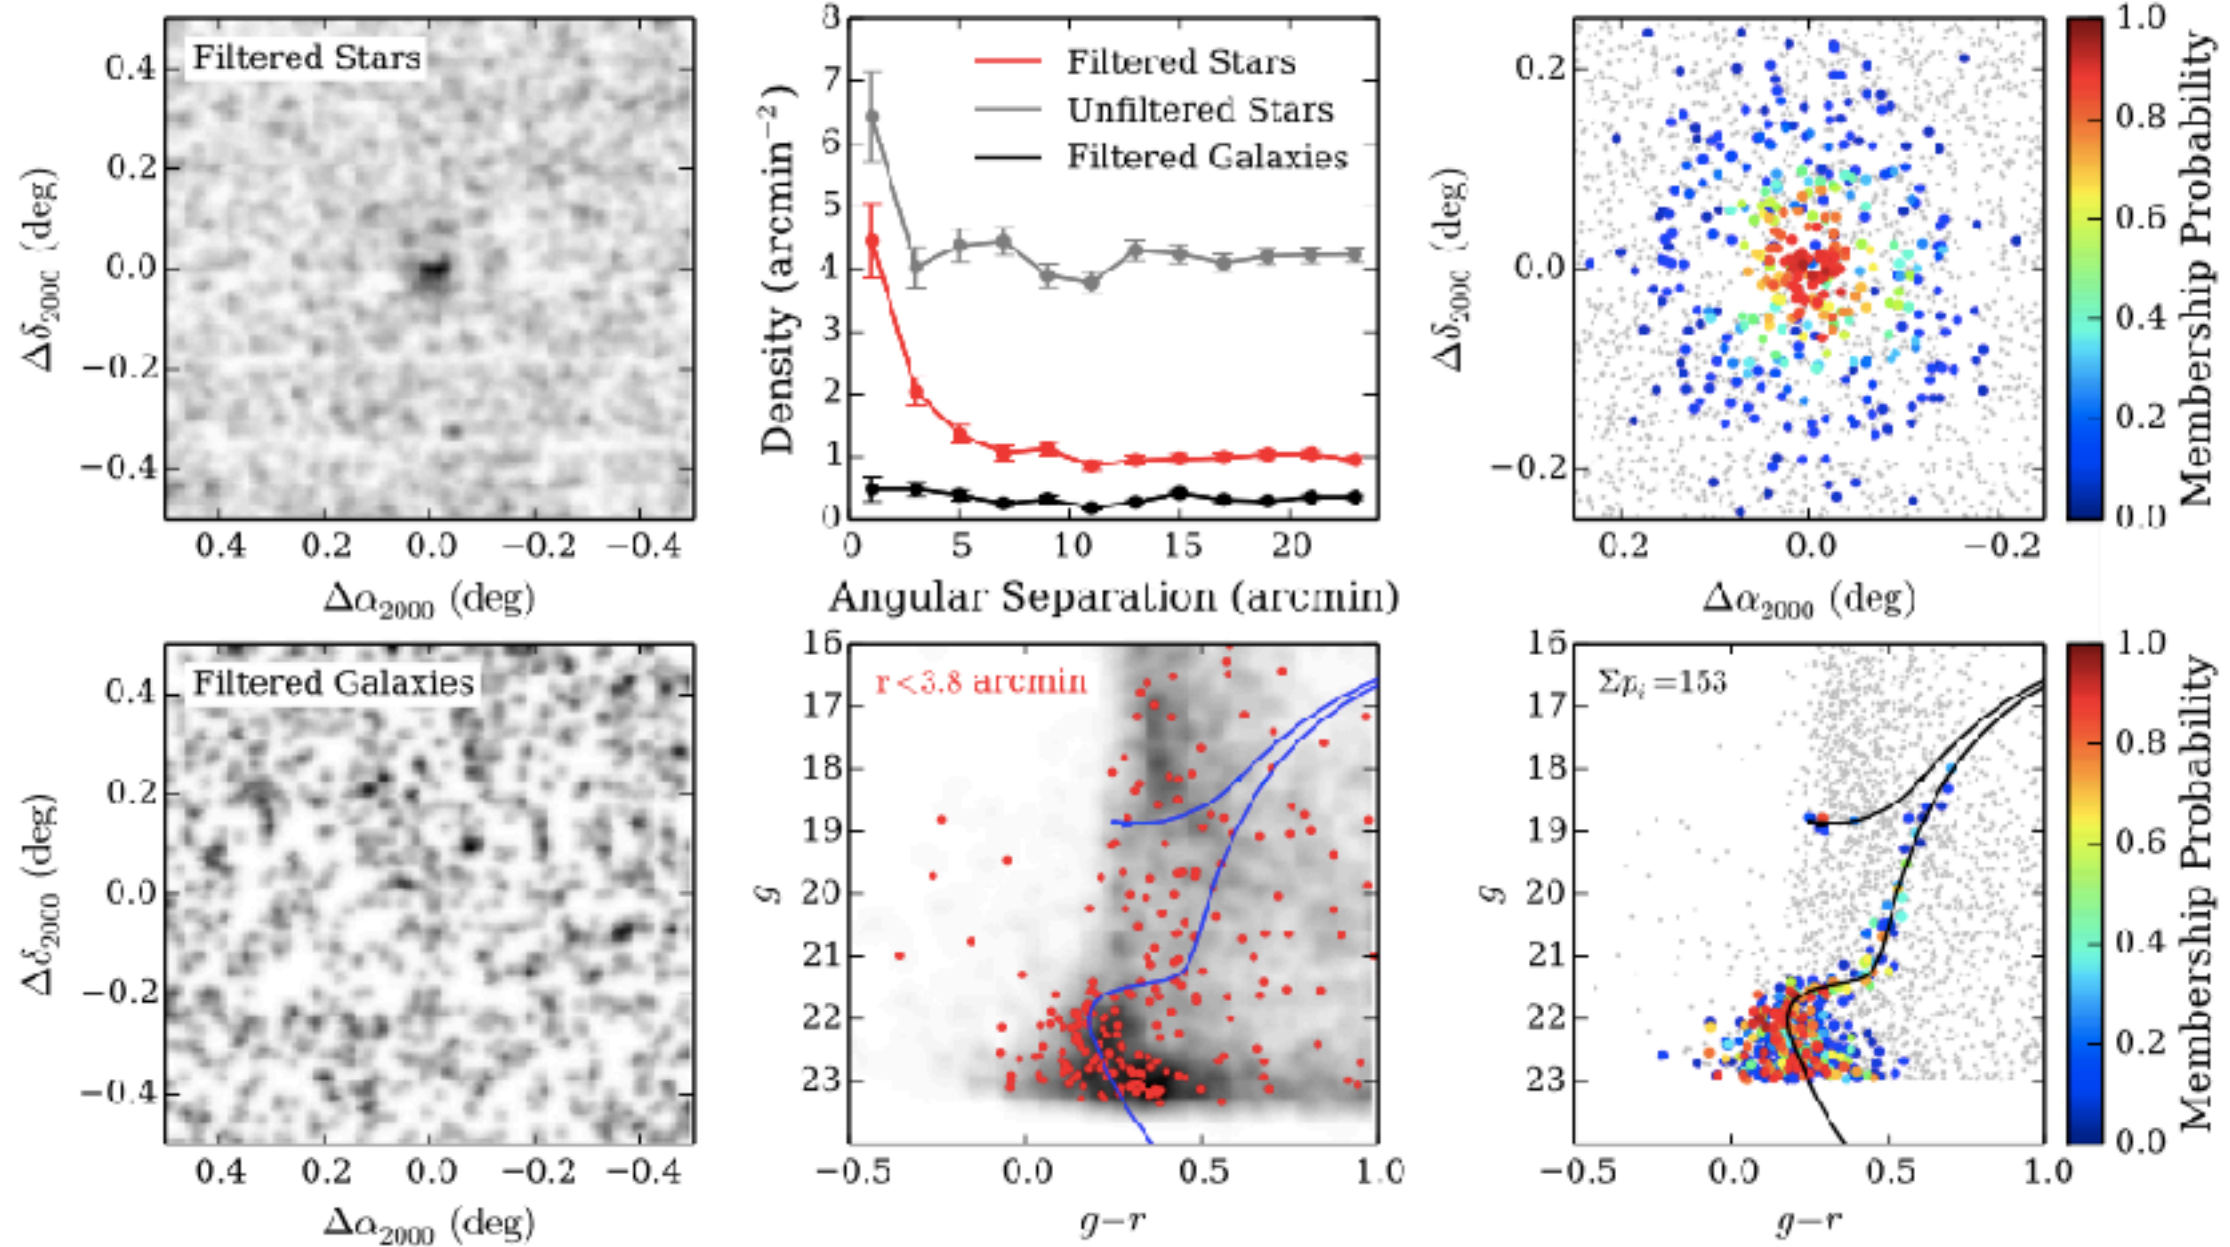 Filtered Stars
0.4
0.2
0.0
−0.2
−0.4
Δδ2000 (deg)
0.4 0.2 0.0 −0.2 −0.4
Δα2000 (deg)
8
7
6
5
4
3
2
1
0
Density (arcmin−2)
Filtered Stars
Unfiltered Stars
Filtered Galaxies
0 5 10 15 20
Angular Separation (arcmin)
0.2
0.0
−0.2
Δδ2000 (deg)
0.2 0.0 −0.2
Δα2000 (deg)
1.0
0.8
0.6
0.4
0.2
0.0
Membership Probability
Filtered Galaxies
0.4
0.2
0.0
−0.2
−0.4
Δδ2000 (deg)
0.4 0.2 0.0 −0.2 −0.4
Δα2000 (deg)
r<3.8 arcmin
16
17
18
19
20
21
22
23
g
−0.5 0.0 0.5 1.0
g−r
Σpi=153
16
17
18
19
20
21
22
23
g
−0.5 0.0 0.5 1.0
g−r
1.0
0.8
0.6
0.4
0.2
0.0
Membership Probability